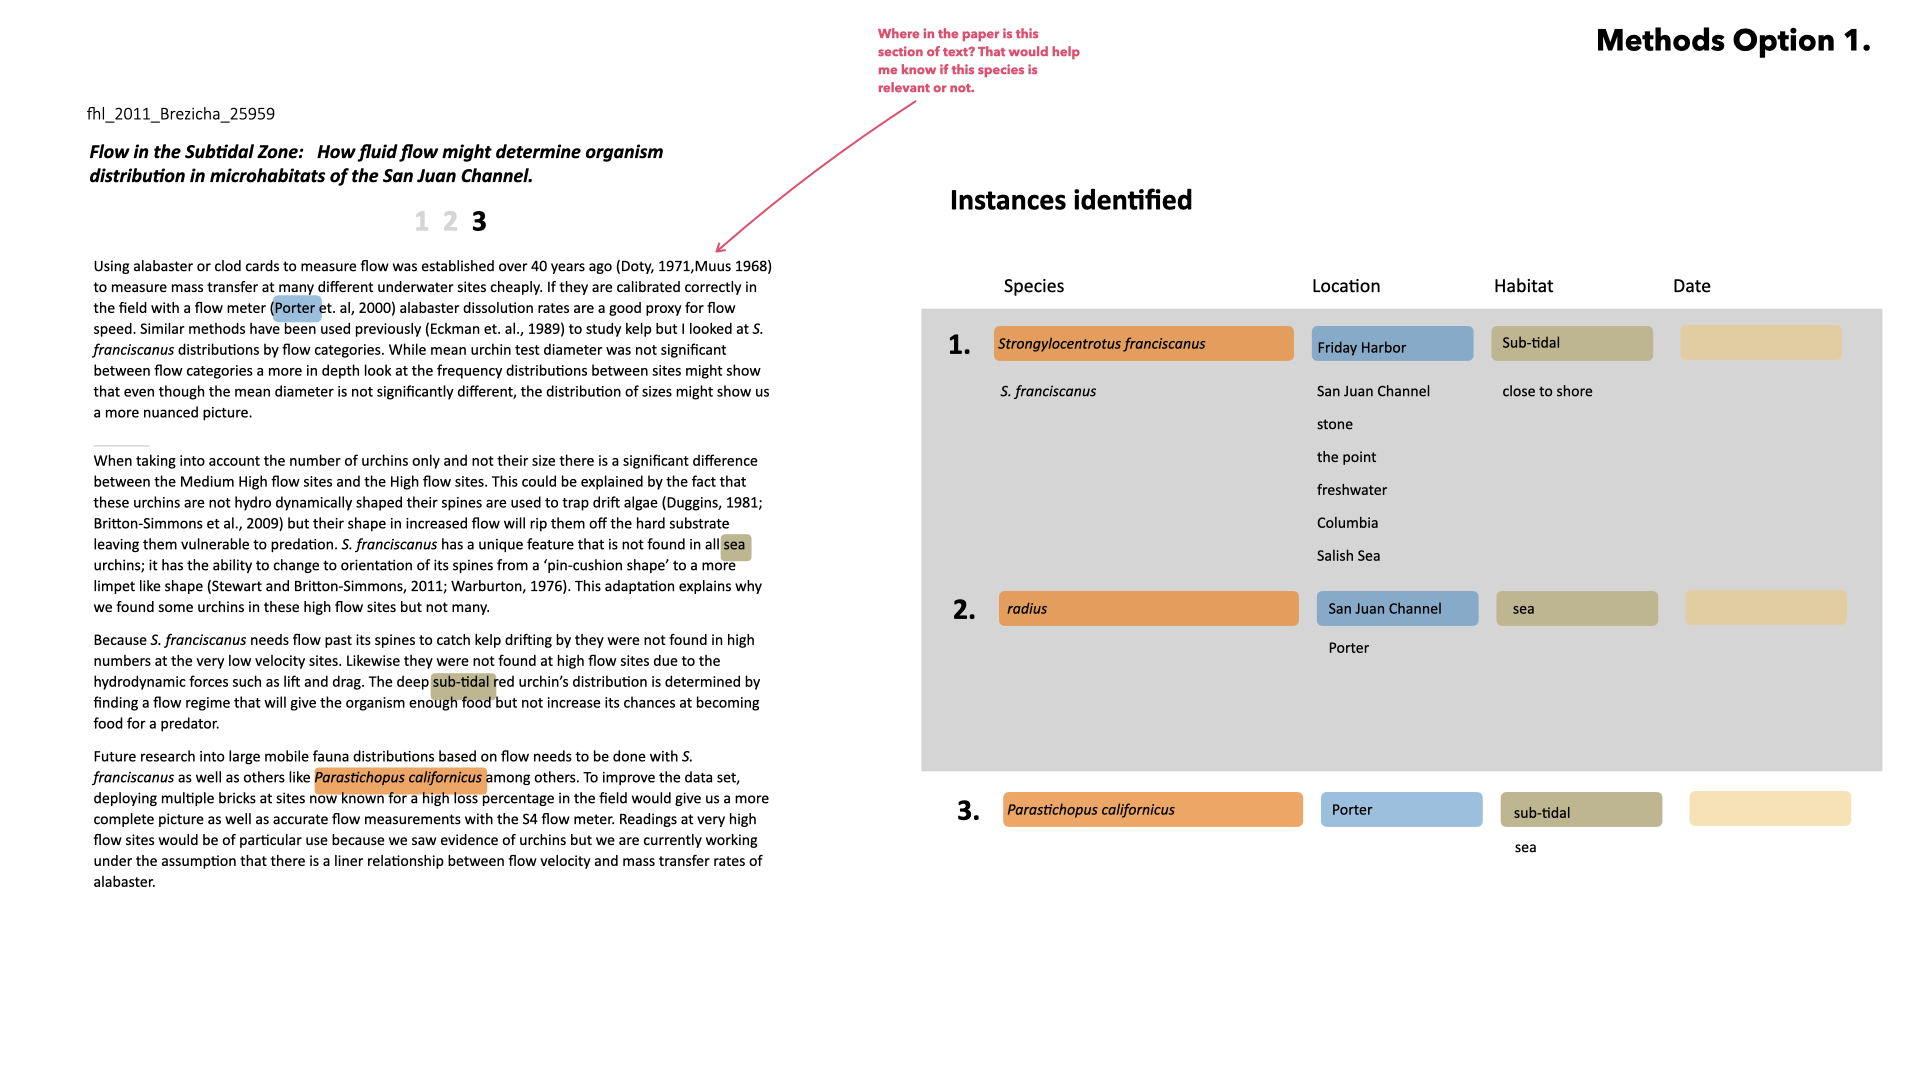 Where in the paper is this
section of text? That would help
me know if this species is
relevant or not.
Methods Option 1.
fhl_2011_Brezicha_25959
Flow in the Subtidal Zone: How fluid flow might determine organism
distribution in microhabitats of the San Juan Channel.
1 2 3
Using alabaster or clod cards to measure flow was established over 40 years ago (Doty, 1971,Muus 1968)
to measure mass transfer at many different underwater sites cheaply. If they are calibrated correctly in
the field with a flow meter (Porter et. al, 2000) alabaster dissolution rates are a good proxy for flow
speed. Similar methods have been used previously (Eckman et. al., 1989) to study kelp but I looked at S.
franciscanus distributions by flow categories. While mean urchin test diameter was not significant
between flow categories a more in depth look at the frequency distributions between sites might show
that even though the mean diameter is not significantly different, the distribution of sizes might show us
a more nuanced picture.
When taking into account the number of urchins only and not their size there is a significant difference
between the Medium High flow sites and the High flow sites. This could be explained by the fact that
these urchins are not hydro dynamically shaped their spines are used to trap drift algae (Duggins, 1981;
Britton-Simmons et al., 2009) but their shape in increased flow will rip them off the hard substrate
leaving them vulnerable to predation. S. franciscanus has a unique feature that is not found in all sea
urchins; it has the ability to change to orientation of its spines from a ‘pin-cushion shape’ to a more
limpet like shape (Stewart and Britton-Simmons, 2011; Warburton, 1976). This adaptation explains why
we found some urchins in these high flow sites but not many.
Because S. franciscanus needs flow past its spines to catch kelp drifting by they were not found in high
numbers at the very low velocity sites. Likewise they were not found at high flow sites due to the
hydrodynamic forces such as lift and drag. The deep sub-tidal red urchin’s distribution is determined by
finding a flow regime that will give the organism enough food but not increase its chances at becoming
food for a predator.
Future research into large mobile fauna distributions based on flow needs to be done with S.
franciscanus as well as others like Parastichopus californicus among others. To improve the data set,
deploying multiple bricks at sites now known for a high loss percentage in the field would give us a more
complete picture as well as accurate flow measurements with the S4 flow meter. Readings at very high
flow sites would be of particular use because we saw evidence of urchins but we are currently working
under the assumption that there is a liner relationship between flow velocity and mass transfer rates of
alabaster.
Instances identified
Species Location Habitat Date
1. Strongylocentrotus franciscanus Friday Harbor Sub-tidal
S. franciscanus San Juan Channel close to shore
stone
the point
freshwater
Columbia
Salish Sea
2. radius San Juan Channel sea
Porter
3. Parastichopus californicus Porter sub-tidal
sea